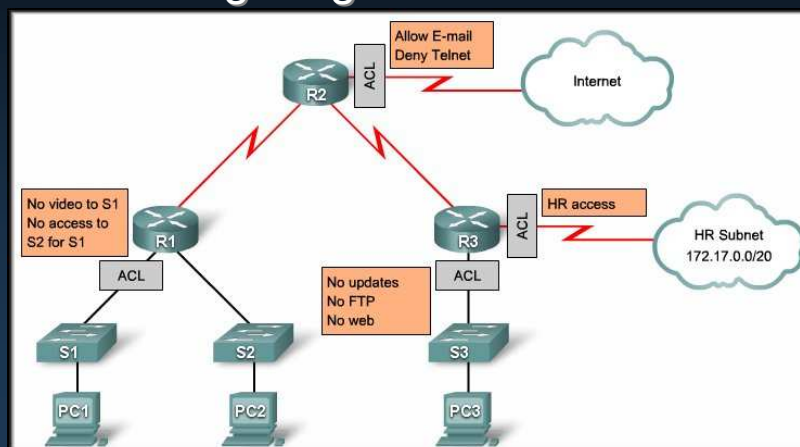 Allow E-mail
Deny Telnet
ACL
R2
Internet
No video to S1
No access to
S2 for S1
R1
ACL
R3
ACL
HR access
HR Subnet
172.17.0.0/20
ACL
No updates
No FTP
No web
S1
S2
S3
PC1
PC2
PC3